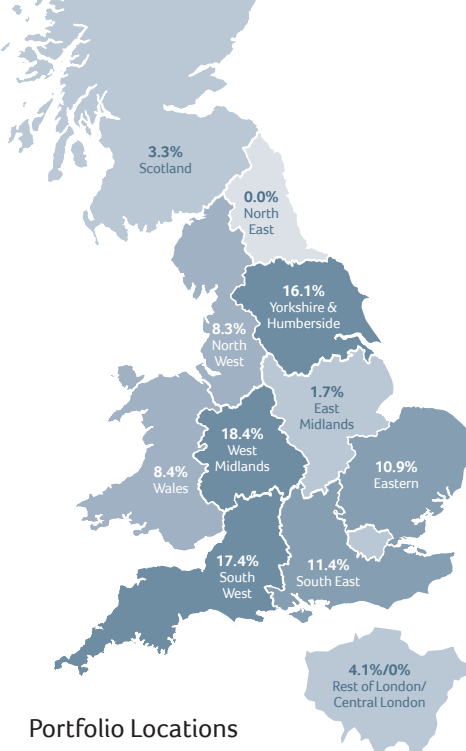 3.3%
Scotland
0.0%
North
East
16.1%
Yorkshire &
Humberside
8.3%
North
West
1.7%
East
Midlands
18.4%
West
Midlands
10.9%
Eastern
8.4%
Wales
17.4%
South
West
11.4%
South East
4.1%/0%
Rest of London/
Central London
Portfolio Locations